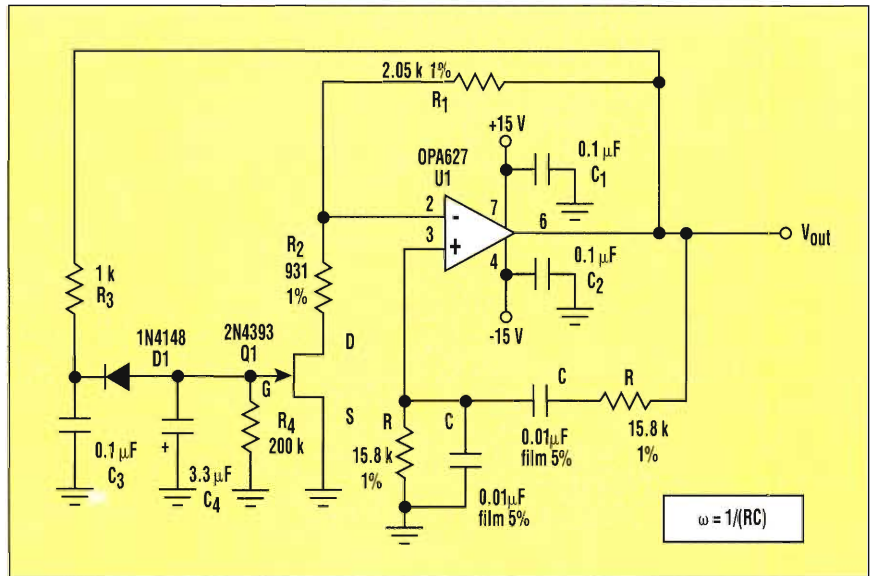 2.05 k 1%
R1
+15 V
0.1 µF
C1
OPA627
U1
7
2
-
3
+
6
Vout
4
0.1 µF
C2
-15 V
R2
931
1%
1 k
R3
1N4148
D1
2N4393
Q1
D
G
S
R4
200 k
0.1 µF
C3
+
3.3 µF
C4
R
15.8 k
1%
C
0.01µF
film 5%
C
0.01µF
film 5%
R
15.8 k
1%
ω = 1/(RC)